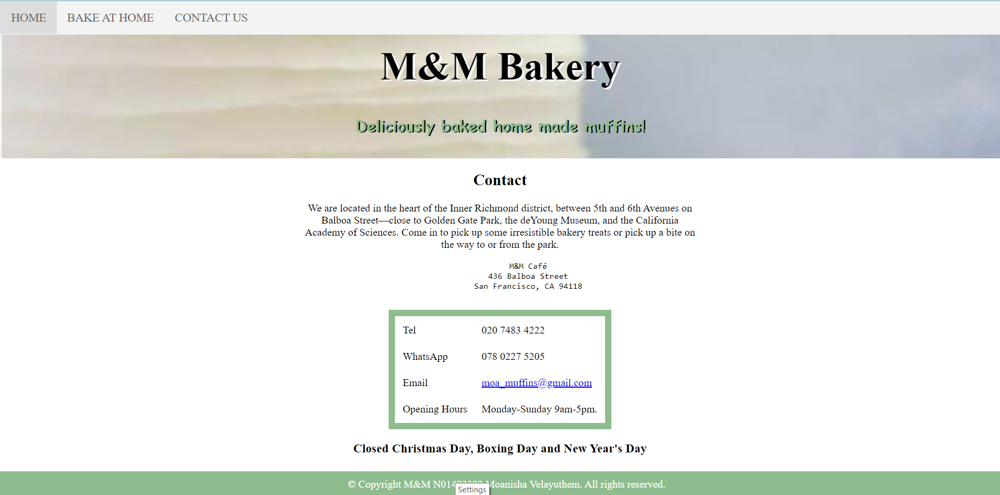 HOME BAKE AT HOME CONTACT US
M&M Bakery
Deliciously baked home made muffins!
Contact
We are located in the heart of the Inner Richmond district, between 5th and 6th Avenues on
Balboa Street—close to Golden Gate Park, the deYoung Museum, and the California
Academy of Sciences. Come in to pick up some irresistible bakery treats or pick up a bite on
the way to or from the park.
M&M Café
436 Balboa Street
San Francisco, CA 94118
Tel 020 7483 4222
WhatsApp 078 0227 5205
Email moa_muffins@gmail.com
Opening Hours Monday-Sunday 9am-5pm.
Closed Christmas Day, Boxing Day and New Year's Day
© Copyright M&M Moanisha Velayuthem. All rights reserved.
Settings